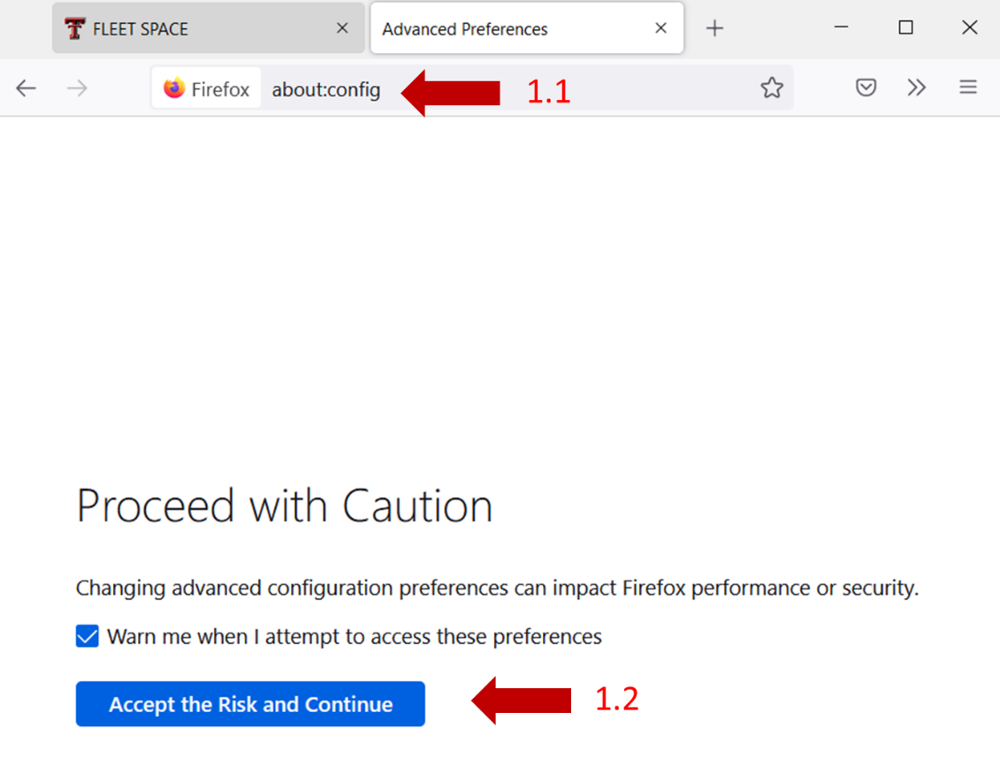 FLEET SPACE
Advanced Preferences
Firefox about:config 1.1
Proceed with Caution
Changing advanced configuration preferences can impact Firefox performance or security.
Warn me when I attempt to access these preferences
Accept the Risk and Continue 1.2